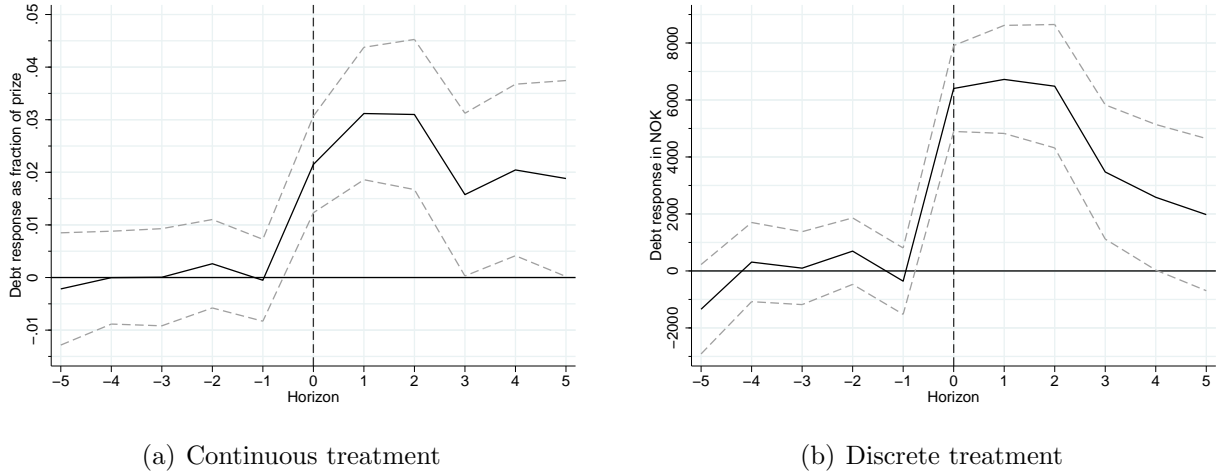 .05
.04
.03
.02
.01
0
−.01
Debt response as fraction of prize
−5 −4 −3 −2 −1 0 1 2 3 4 5
Horizon
(a) Continuous treatment
8000
6000
4000
2000
0
−2000
Debt response in NOK
−5 −4 −3 −2 −1 0 1 2 3 4 5
Horizon
(b) Discrete treatment